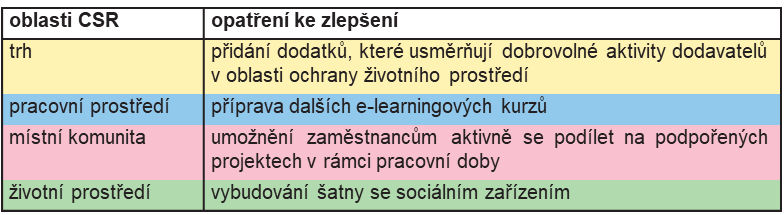 oblasti CSR opatření ke zlepšení
trh přidání dodatků, které usměrňují dobrovolné aktivity dodavatelů
v oblasti ochrany životního prostředí
pracovní prostředí příprava dalších e-learningových kurzů
místní komunita umožnění zaměstnancům aktivně se podílet na podpořených
projektech v rámci pracovní doby
životní prostředí vybudování šatny se sociálním zařízením